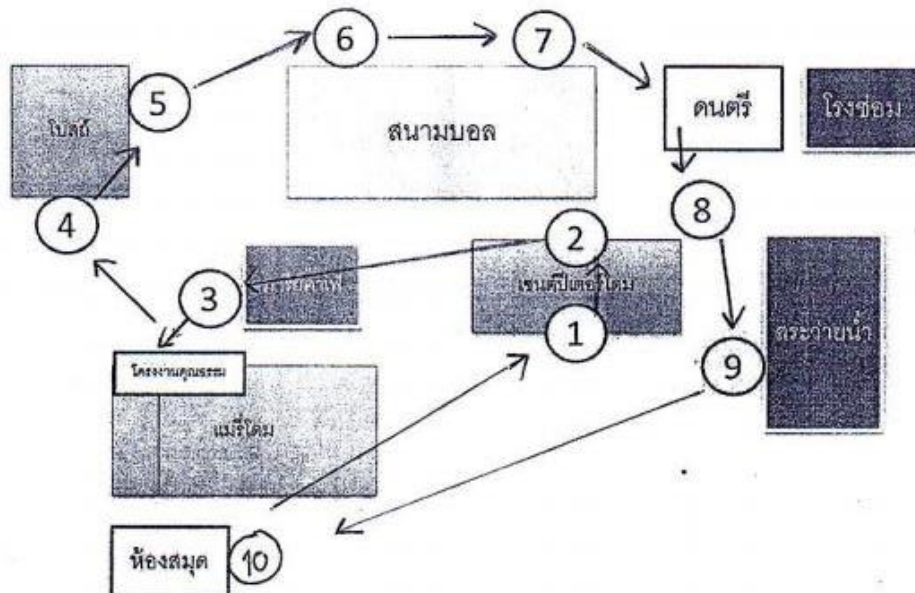 6
7
5
โบสถ์
สนามบอล
ดนตรี
โรงซ่อม
4
8
2
3
เซนต์ปีเตอร์โดม
1
สระว่ายน้ำ
9
โครงงานคุณธรรม
แมรี่โดม
ห้องสมุด
10